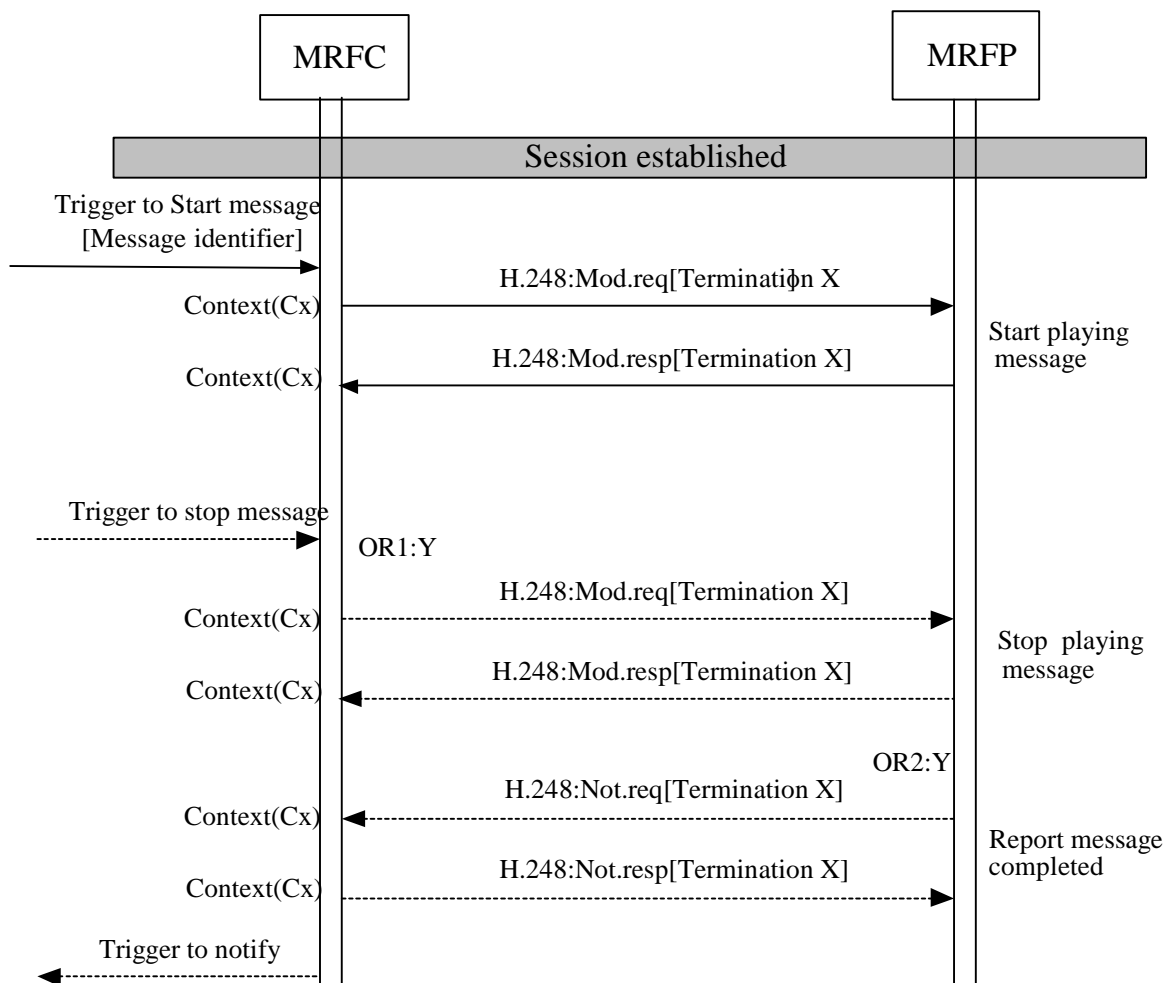 MRFC
MRFP
Session established
Trigger to Start message
[Message identifier]
H.248:Mod.req[Termination X
Context(Cx)
Start playing
message
H.248:Mod.resp[Termination X]
Context(Cx)
Trigger to stop message
OR1:Y
H.248:Mod.req[Termination X]
Context(Cx)
Stop playing
message
H.248:Mod.resp[Termination X]
Context(Cx)
OR2:Y
H.248:Not.req[Termination X]
Context(Cx)
Report message
completed
H.248:Not.resp[Termination X]
Context(Cx)
Trigger to notify